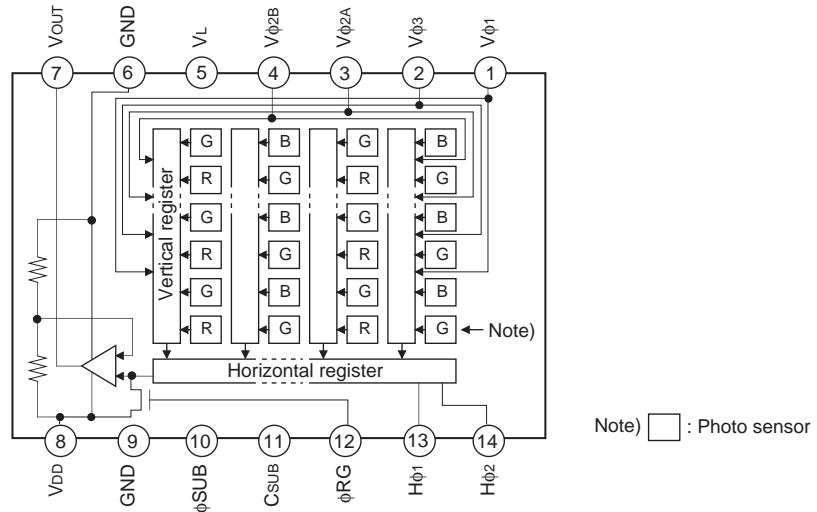 VOUT GND VL Vϕ2B Vϕ2A Vϕ3 Vϕ1
7 6 5 4 3 2 1
Vertical register
G B G B
R G R G
G B G B
R G R G
G B G B
R G R G
Note)
Horizontal register
Note) : Photo sensor
8 9 10 11 12 13 14
VDD GND ϕSUB CSUB ϕRG Hϕ1 Hϕ2